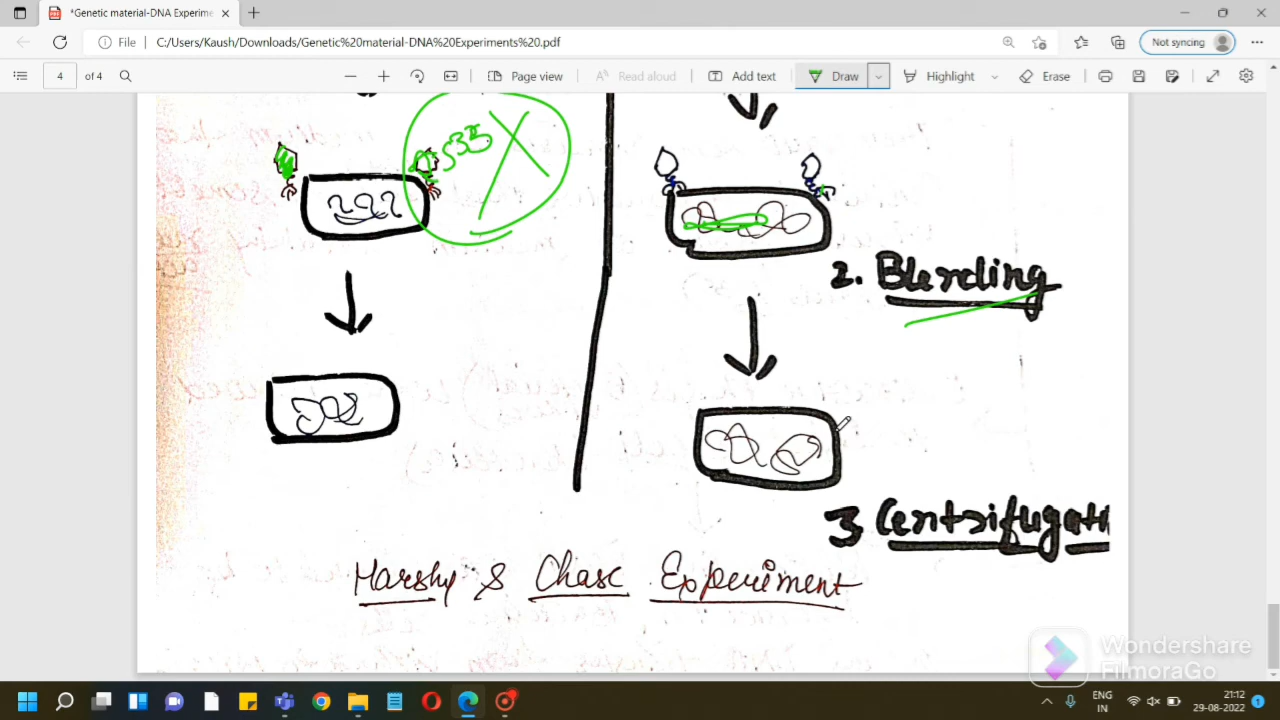 *Genetic material-DNA Experime
File
C:/Users/Kaush/Downloads/Genetic%20material-DNA%20Experiments%20.pdf
Not syncing
4 of 4
Page view
Read aloud
Add text
Draw
Highlight
Erase
S35
2. Blending
3 Centrifugati
Harshy & Chase Experiment
Wondershare
FilmoraGo
ENG
IN
21:12
29-08-2022
1